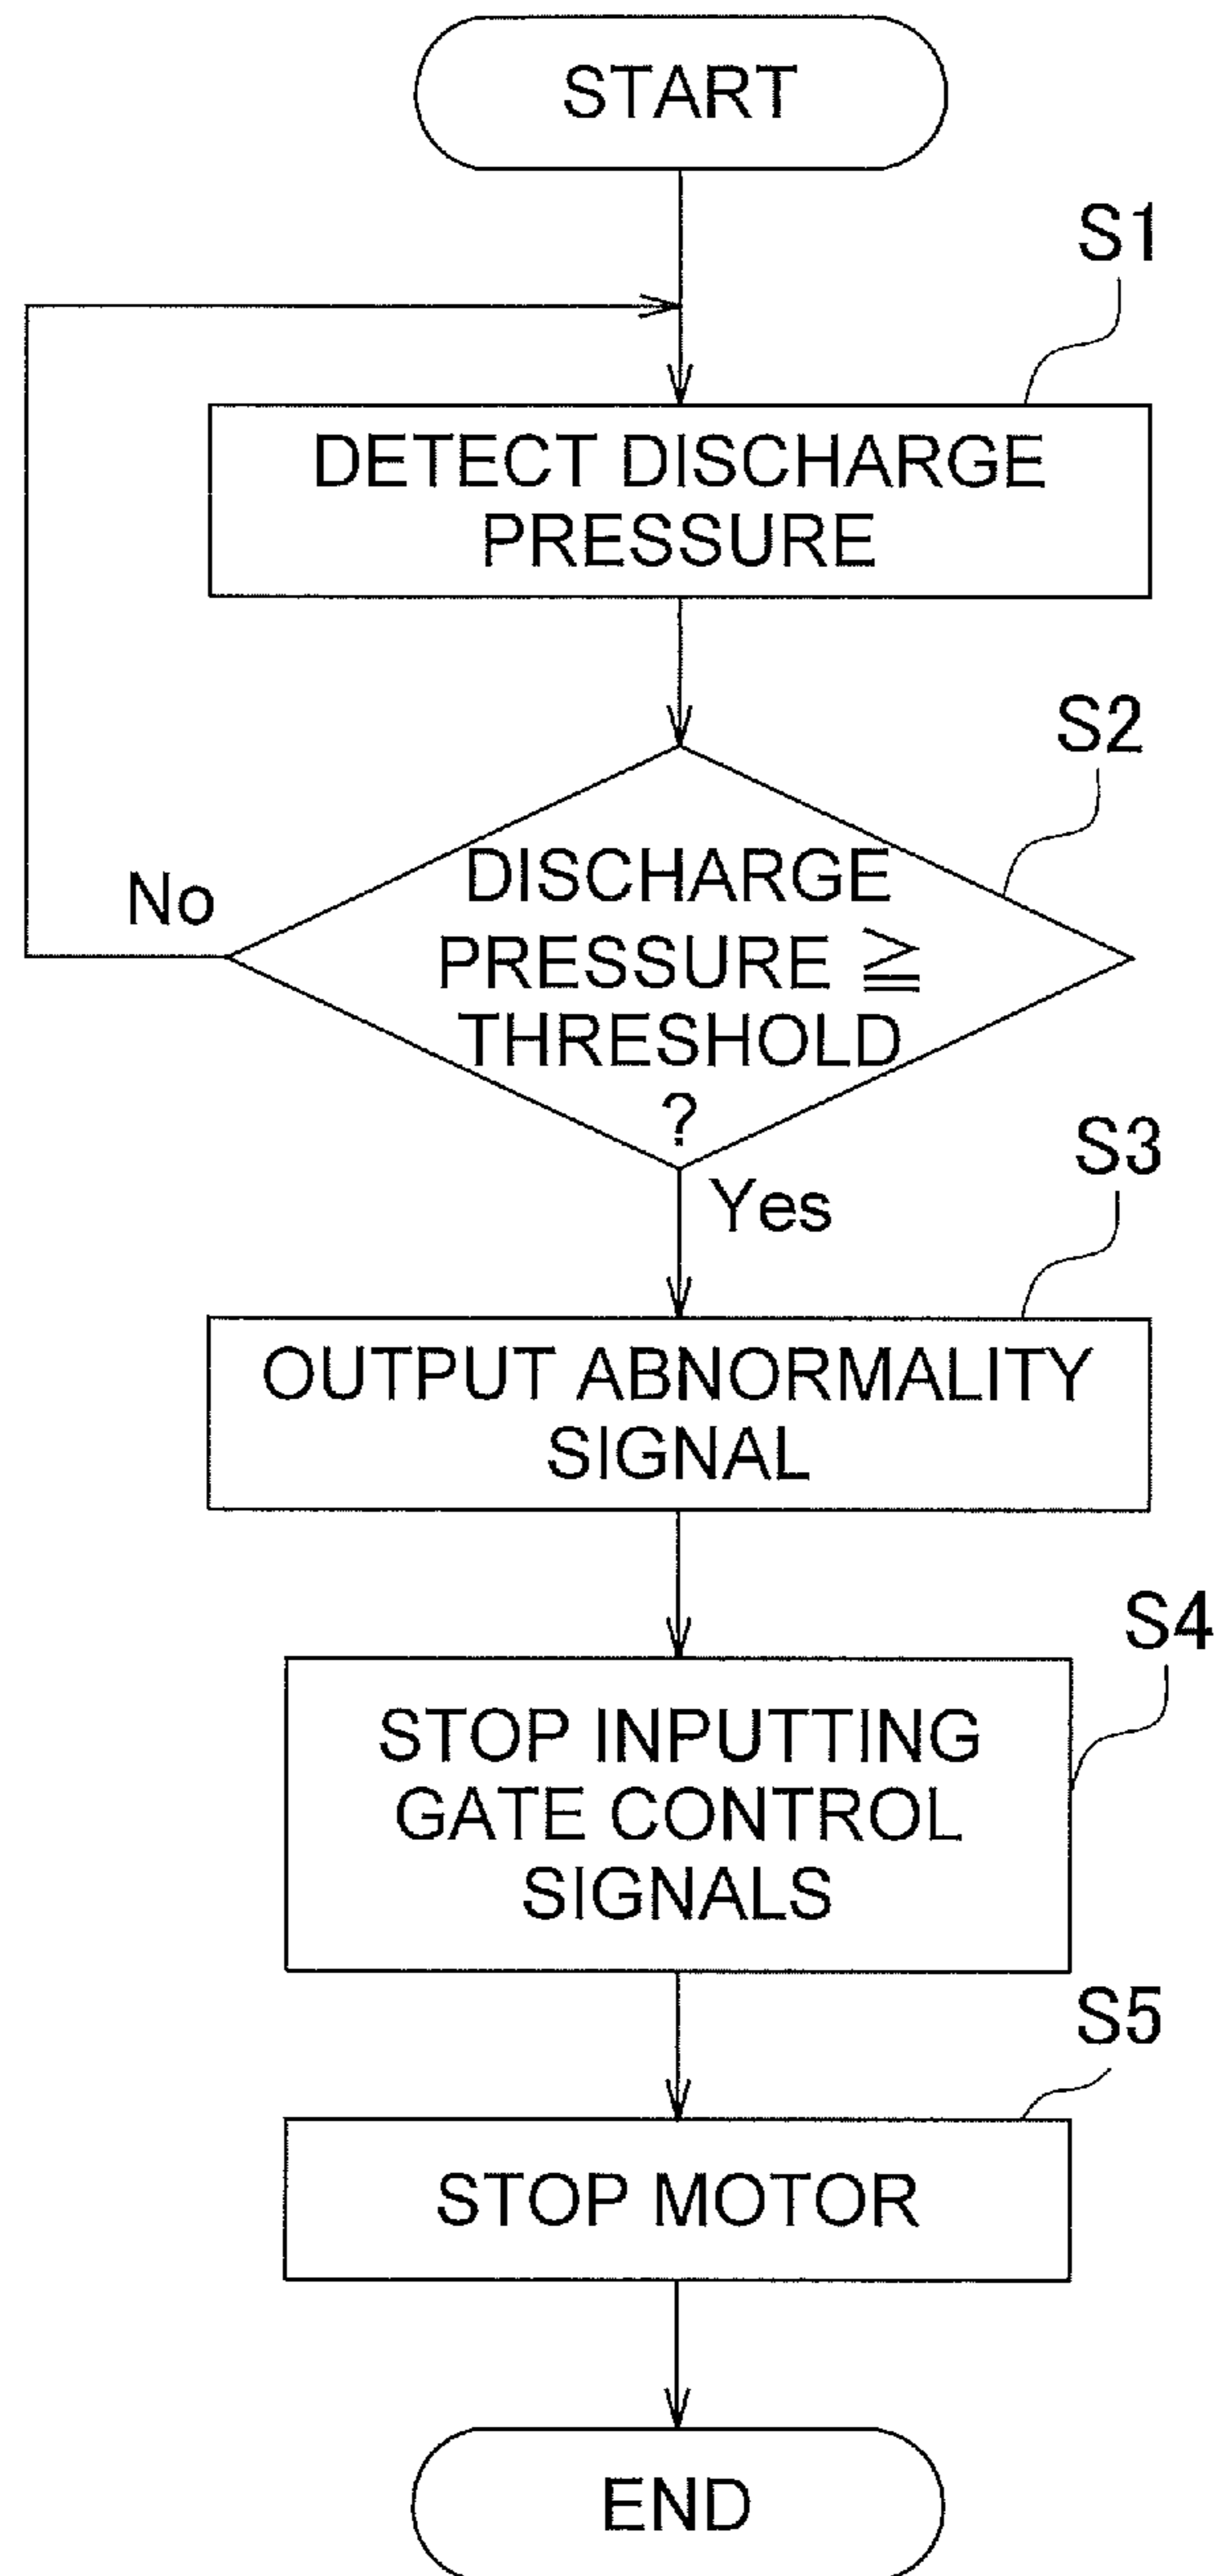 START
S1
DETECT DISCHARGE
PRESSURE
S2
DISCHARGE
PRESSURE ≧
THRESHOLD
?
No
Yes
S3
OUTPUT ABNORMALITY
SIGNAL
S4
STOP INPUTTING
GATE CONTROL
SIGNALS
S5
STOP MOTOR
END